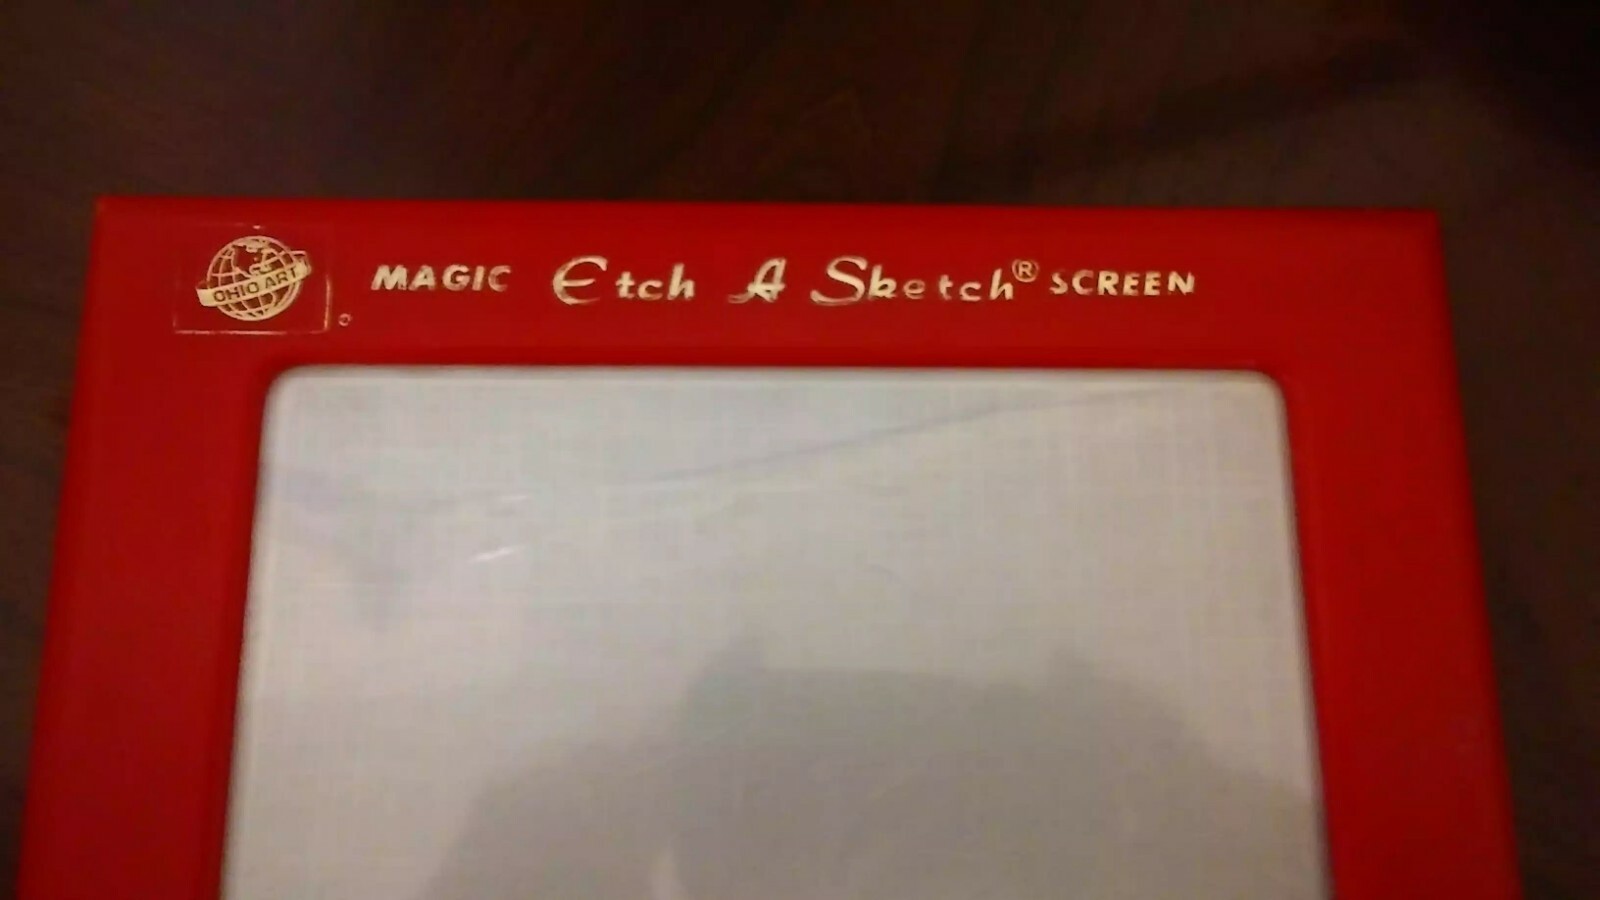 OHIO ART
MAGIC Etch A Sketch® SCREEN